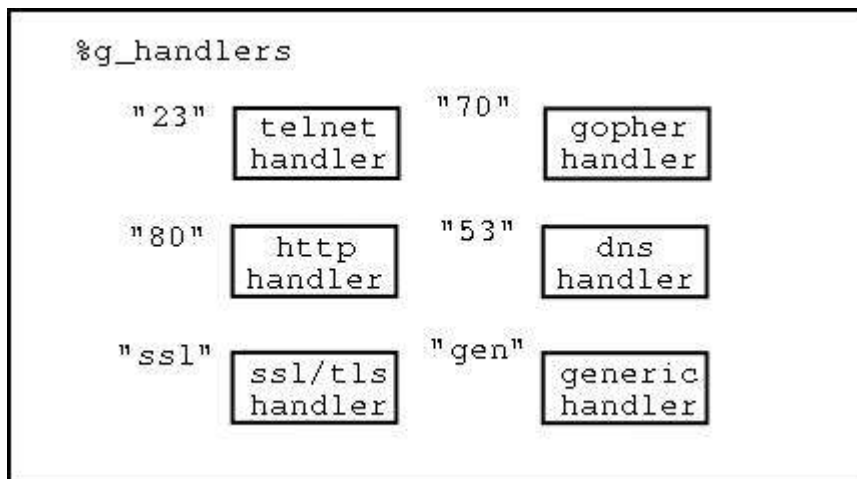 %g_handlers
"23"
telnet
handler
"70"
gopher
handler
"80"
http
handler
"53"
dns
handler
"ssl"
ssl/tls
handler
"gen"
generic
handler